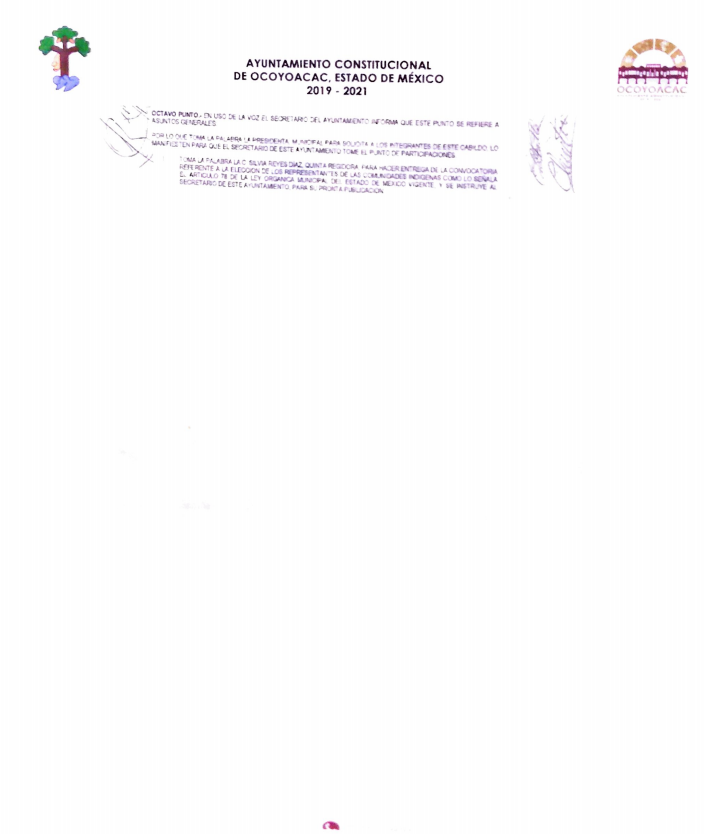 AYUNTAMIENTO CONSTITUCIONAL
DE OCOYOACAC, ESTADO DE MÉXICO
2019 - 2021
OCOYOACAC
OCTAVO PUNTO.- EN USO DE LA VOZ EL SECRETARIO DEL AYUNTAMIENTO INFORMA QUE ESTE PUNTO SE REFIERE A
ASUNTOS GENERALES
POR LO QUE TOMA LA PALABRA LA PRESIDENTA MUNICIPAL PARA SOLICITA A LOS INTEGRANTES DE ESTE CABILDO LO
MANIFIESTEN PARA QUE EL SECRETARIO DE ESTE AYUNTAMIENTO TOME EL PUNTO DE PARTICIPACIONES
TOMA LA PALABRA LA C. SILVIA REYES DIAZ, QUINTA REGIDORA, PARA HACER ENTREGA DE LA CONVOCATORIA
REFERENTE A LA ELECCION DE LOS REPRESENTANTES DE LAS COMUNIDADES INDIGENAS COMO LO SEÑALA
EL ARTICULO 78 DE LA LEY ORGANICA MUNICIPAL DEL ESTADO DE MEXICO VIGENTE, Y SE INSTRUYE AL
SECRETARIO DE ESTE AYUNTAMIENTO, PARA SU PRONTA PUBLICACION